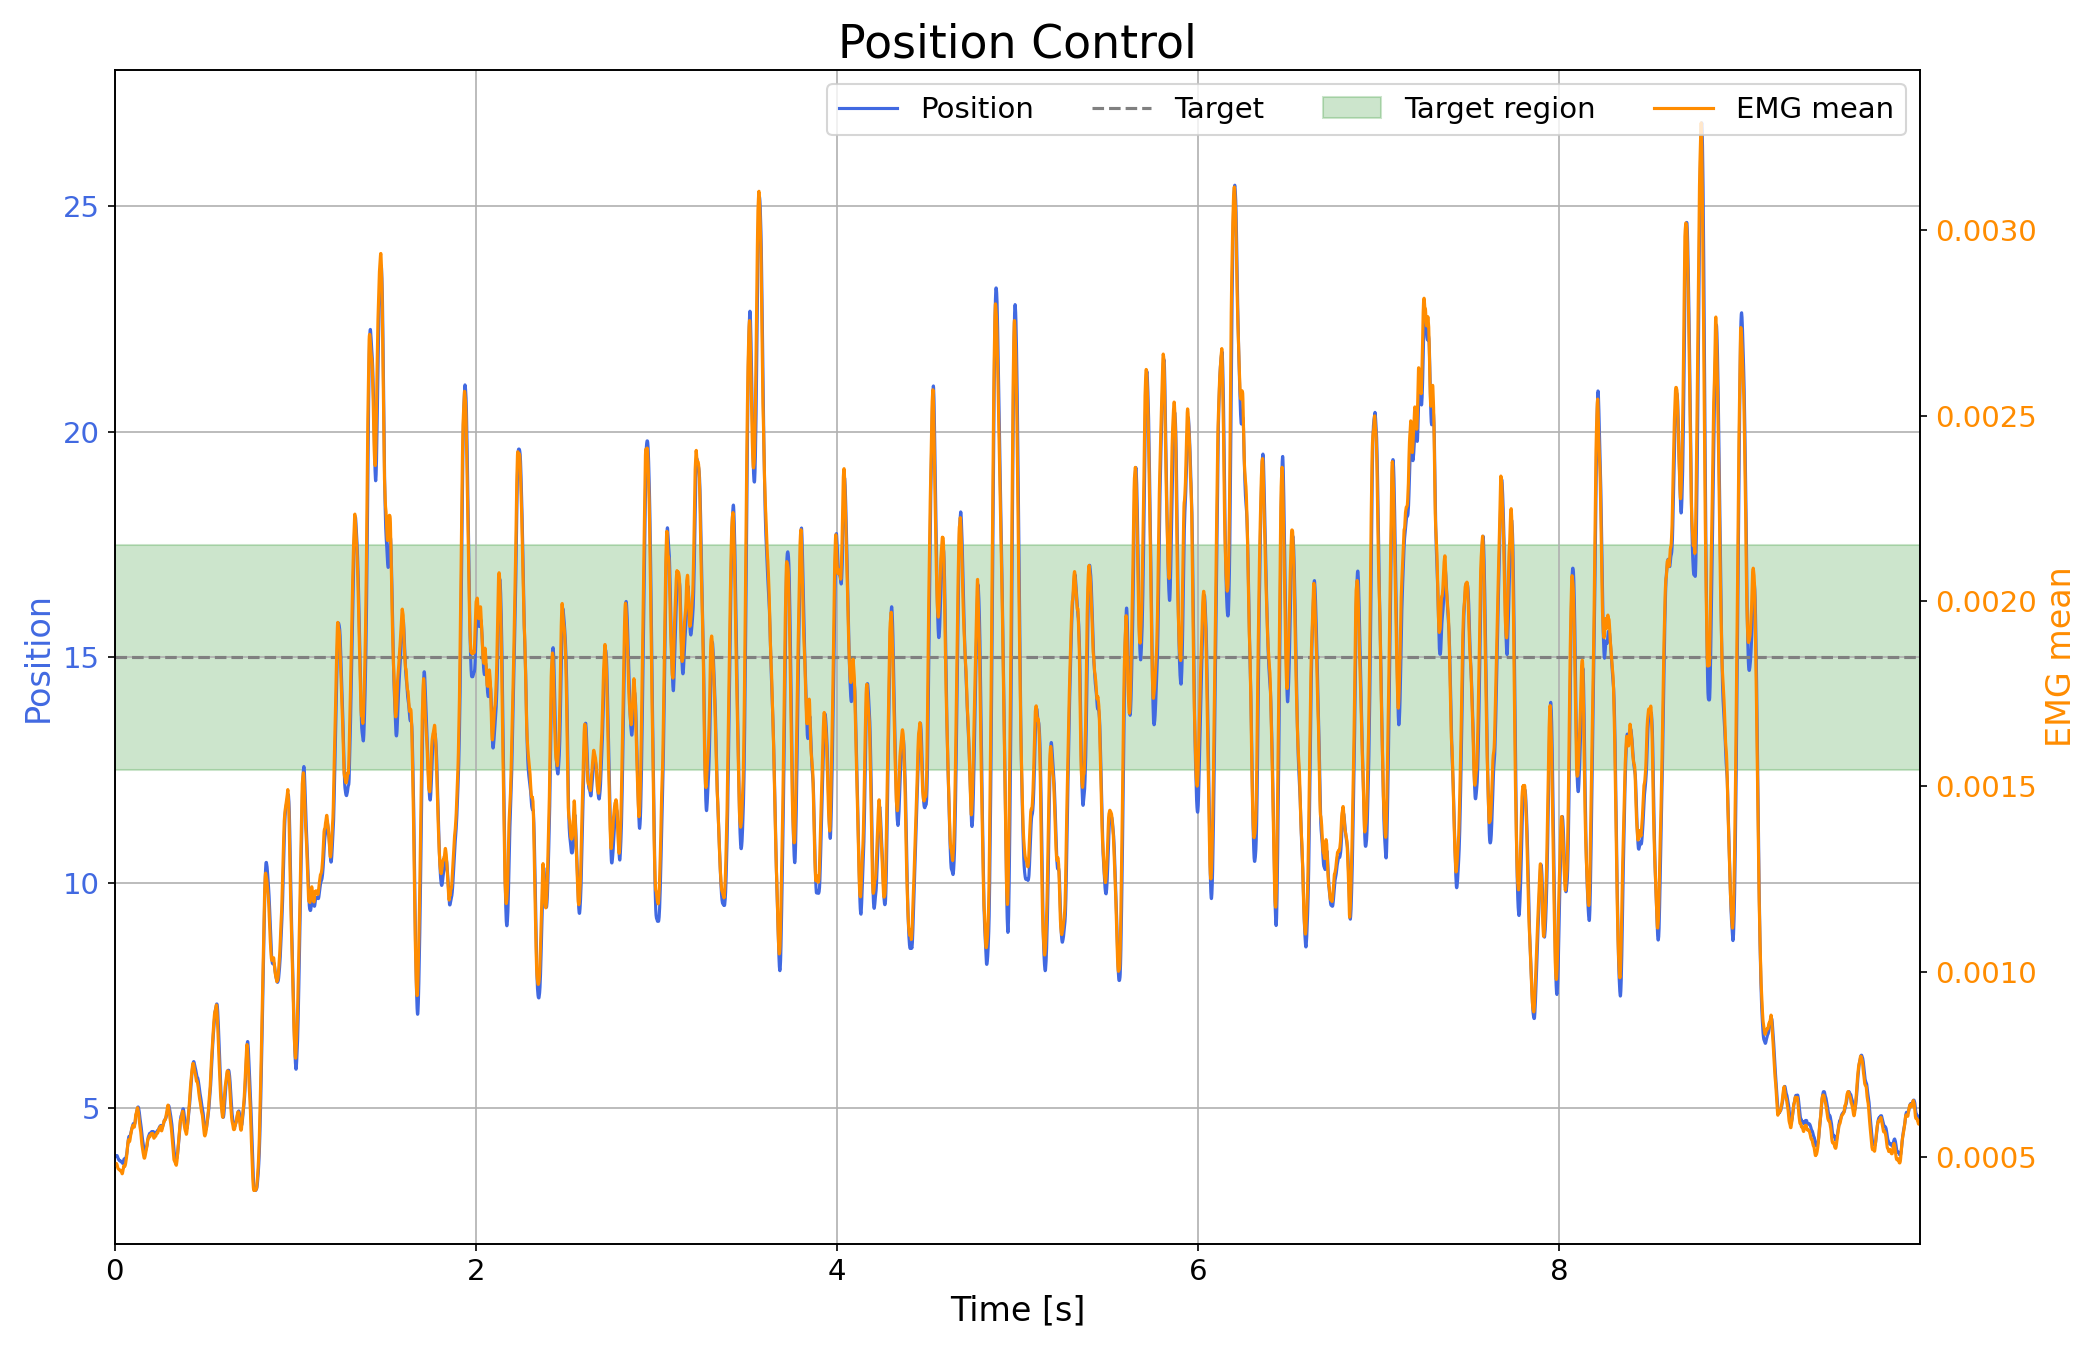 Position Control
Position Target Target region EMG mean
25
20
15
10
5
Position
0.0030
0.0025
0.0020
0.0015
0.0010
0.0005
EMG mean
0 2 4 6 8
Time [s]